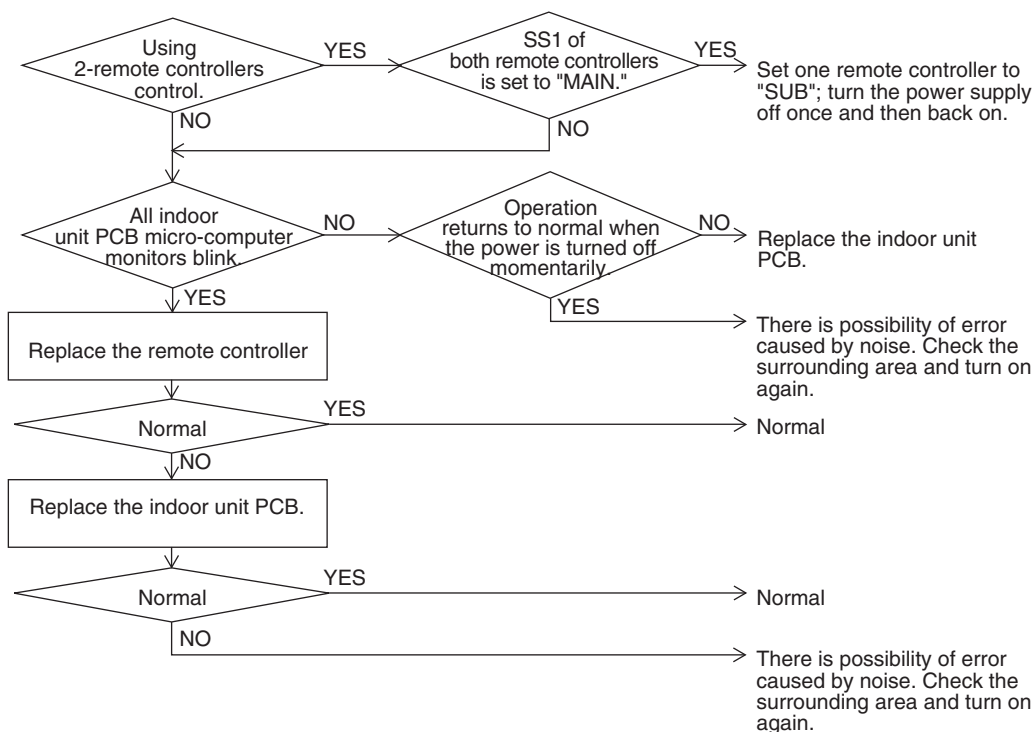 Using
2-remote controllers
control.
YES
SS1 of
both remote controllers
is set to "MAIN."
YES
Set one remote controller to
"SUB"; turn the power supply
off once and then back on.
NO
NO
All indoor
unit PCB micro-computer
monitors blink.
NO
Operation
returns to normal when
the power is turned off
momentarily.
NO
Replace the indoor unit
PCB.
YES
YES
There is possibility of error
caused by noise. Check the
surrounding area and turn on
again.
Replace the remote controller
Normal
YES
Normal
NO
Replace the indoor unit PCB.
Normal
YES
Normal
NO
There is possibility of error
caused by noise. Check the
surrounding area and turn on
again.